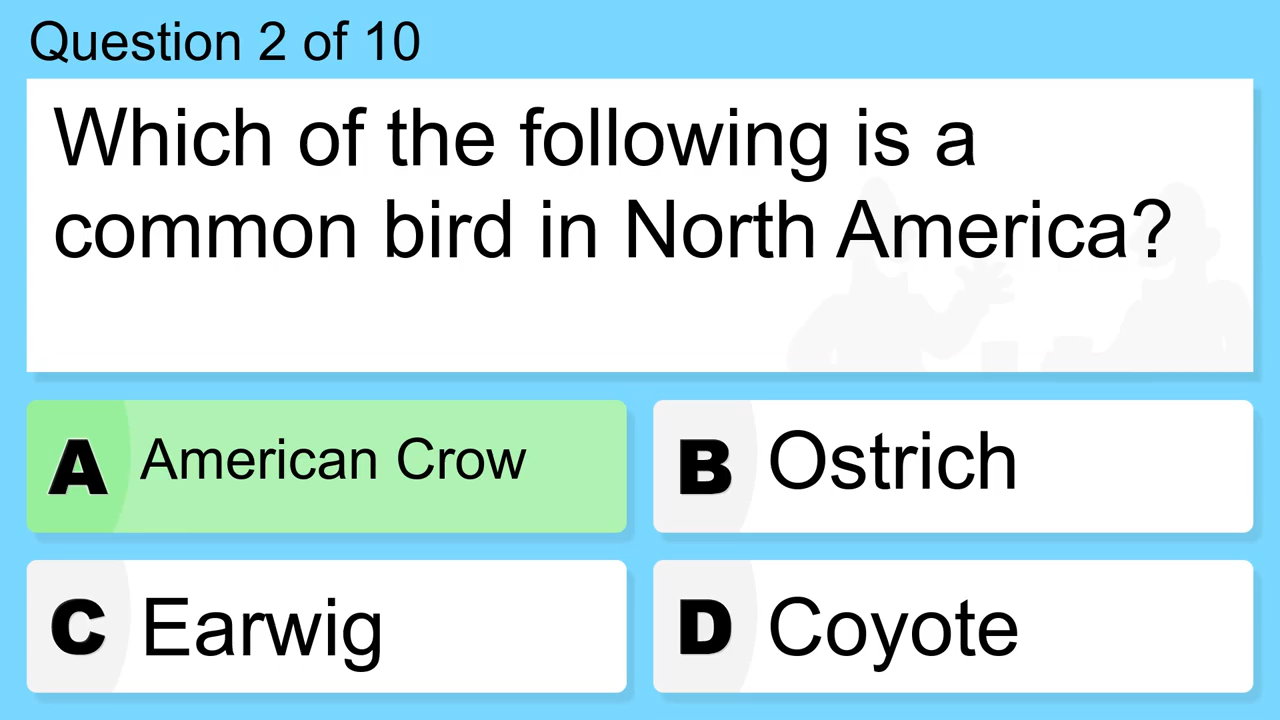 Question 2 of 10
Which of the following is a
common bird in North America?
A American Crow
B Ostrich
C Earwig
D Coyote